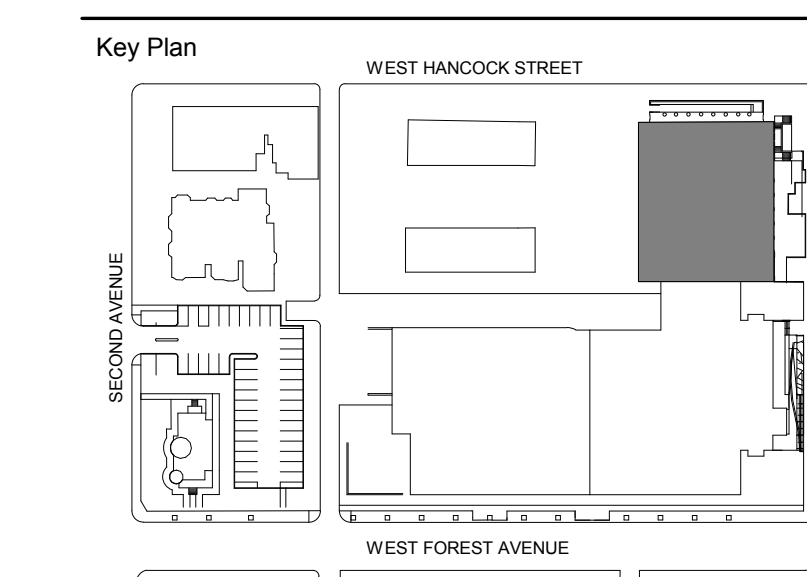 Key Plan
WEST HANCOCK STREET
SECOND AVENUE
WEST FOREST AVENUE